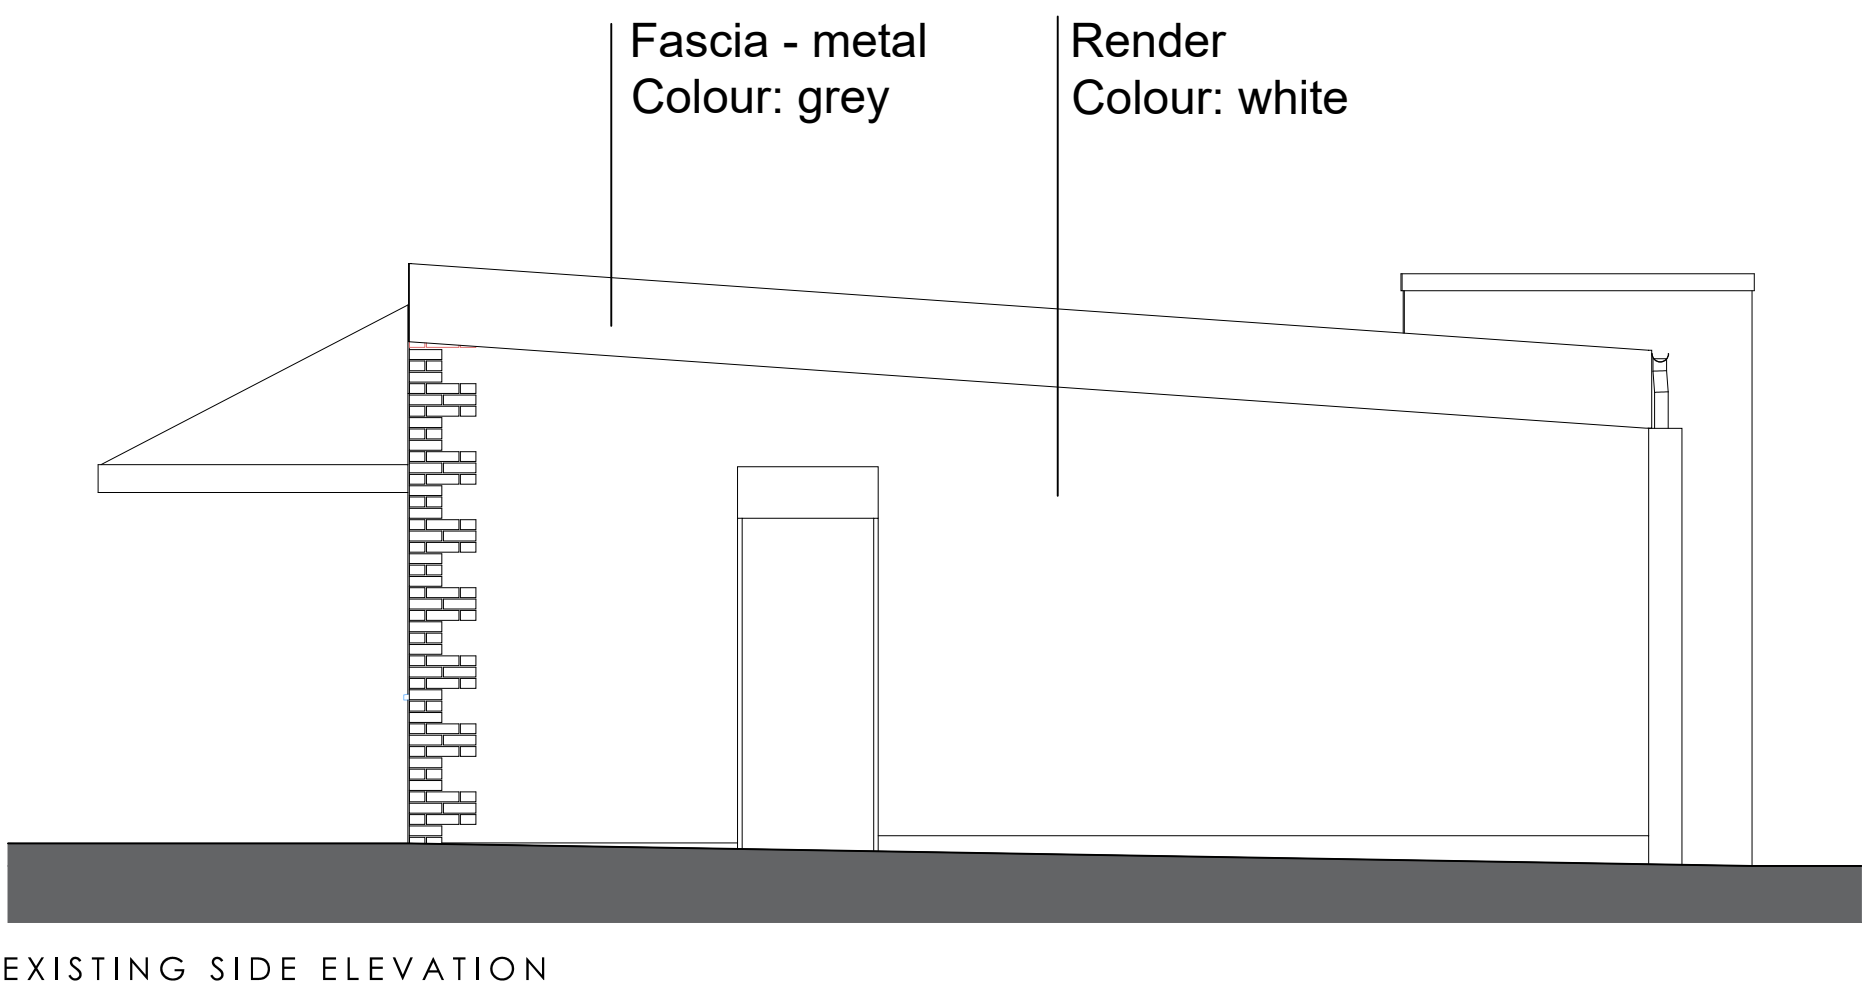 Fascia - metal
Colour: grey
Render
Colour: white
EXISTING SIDE ELEVATION